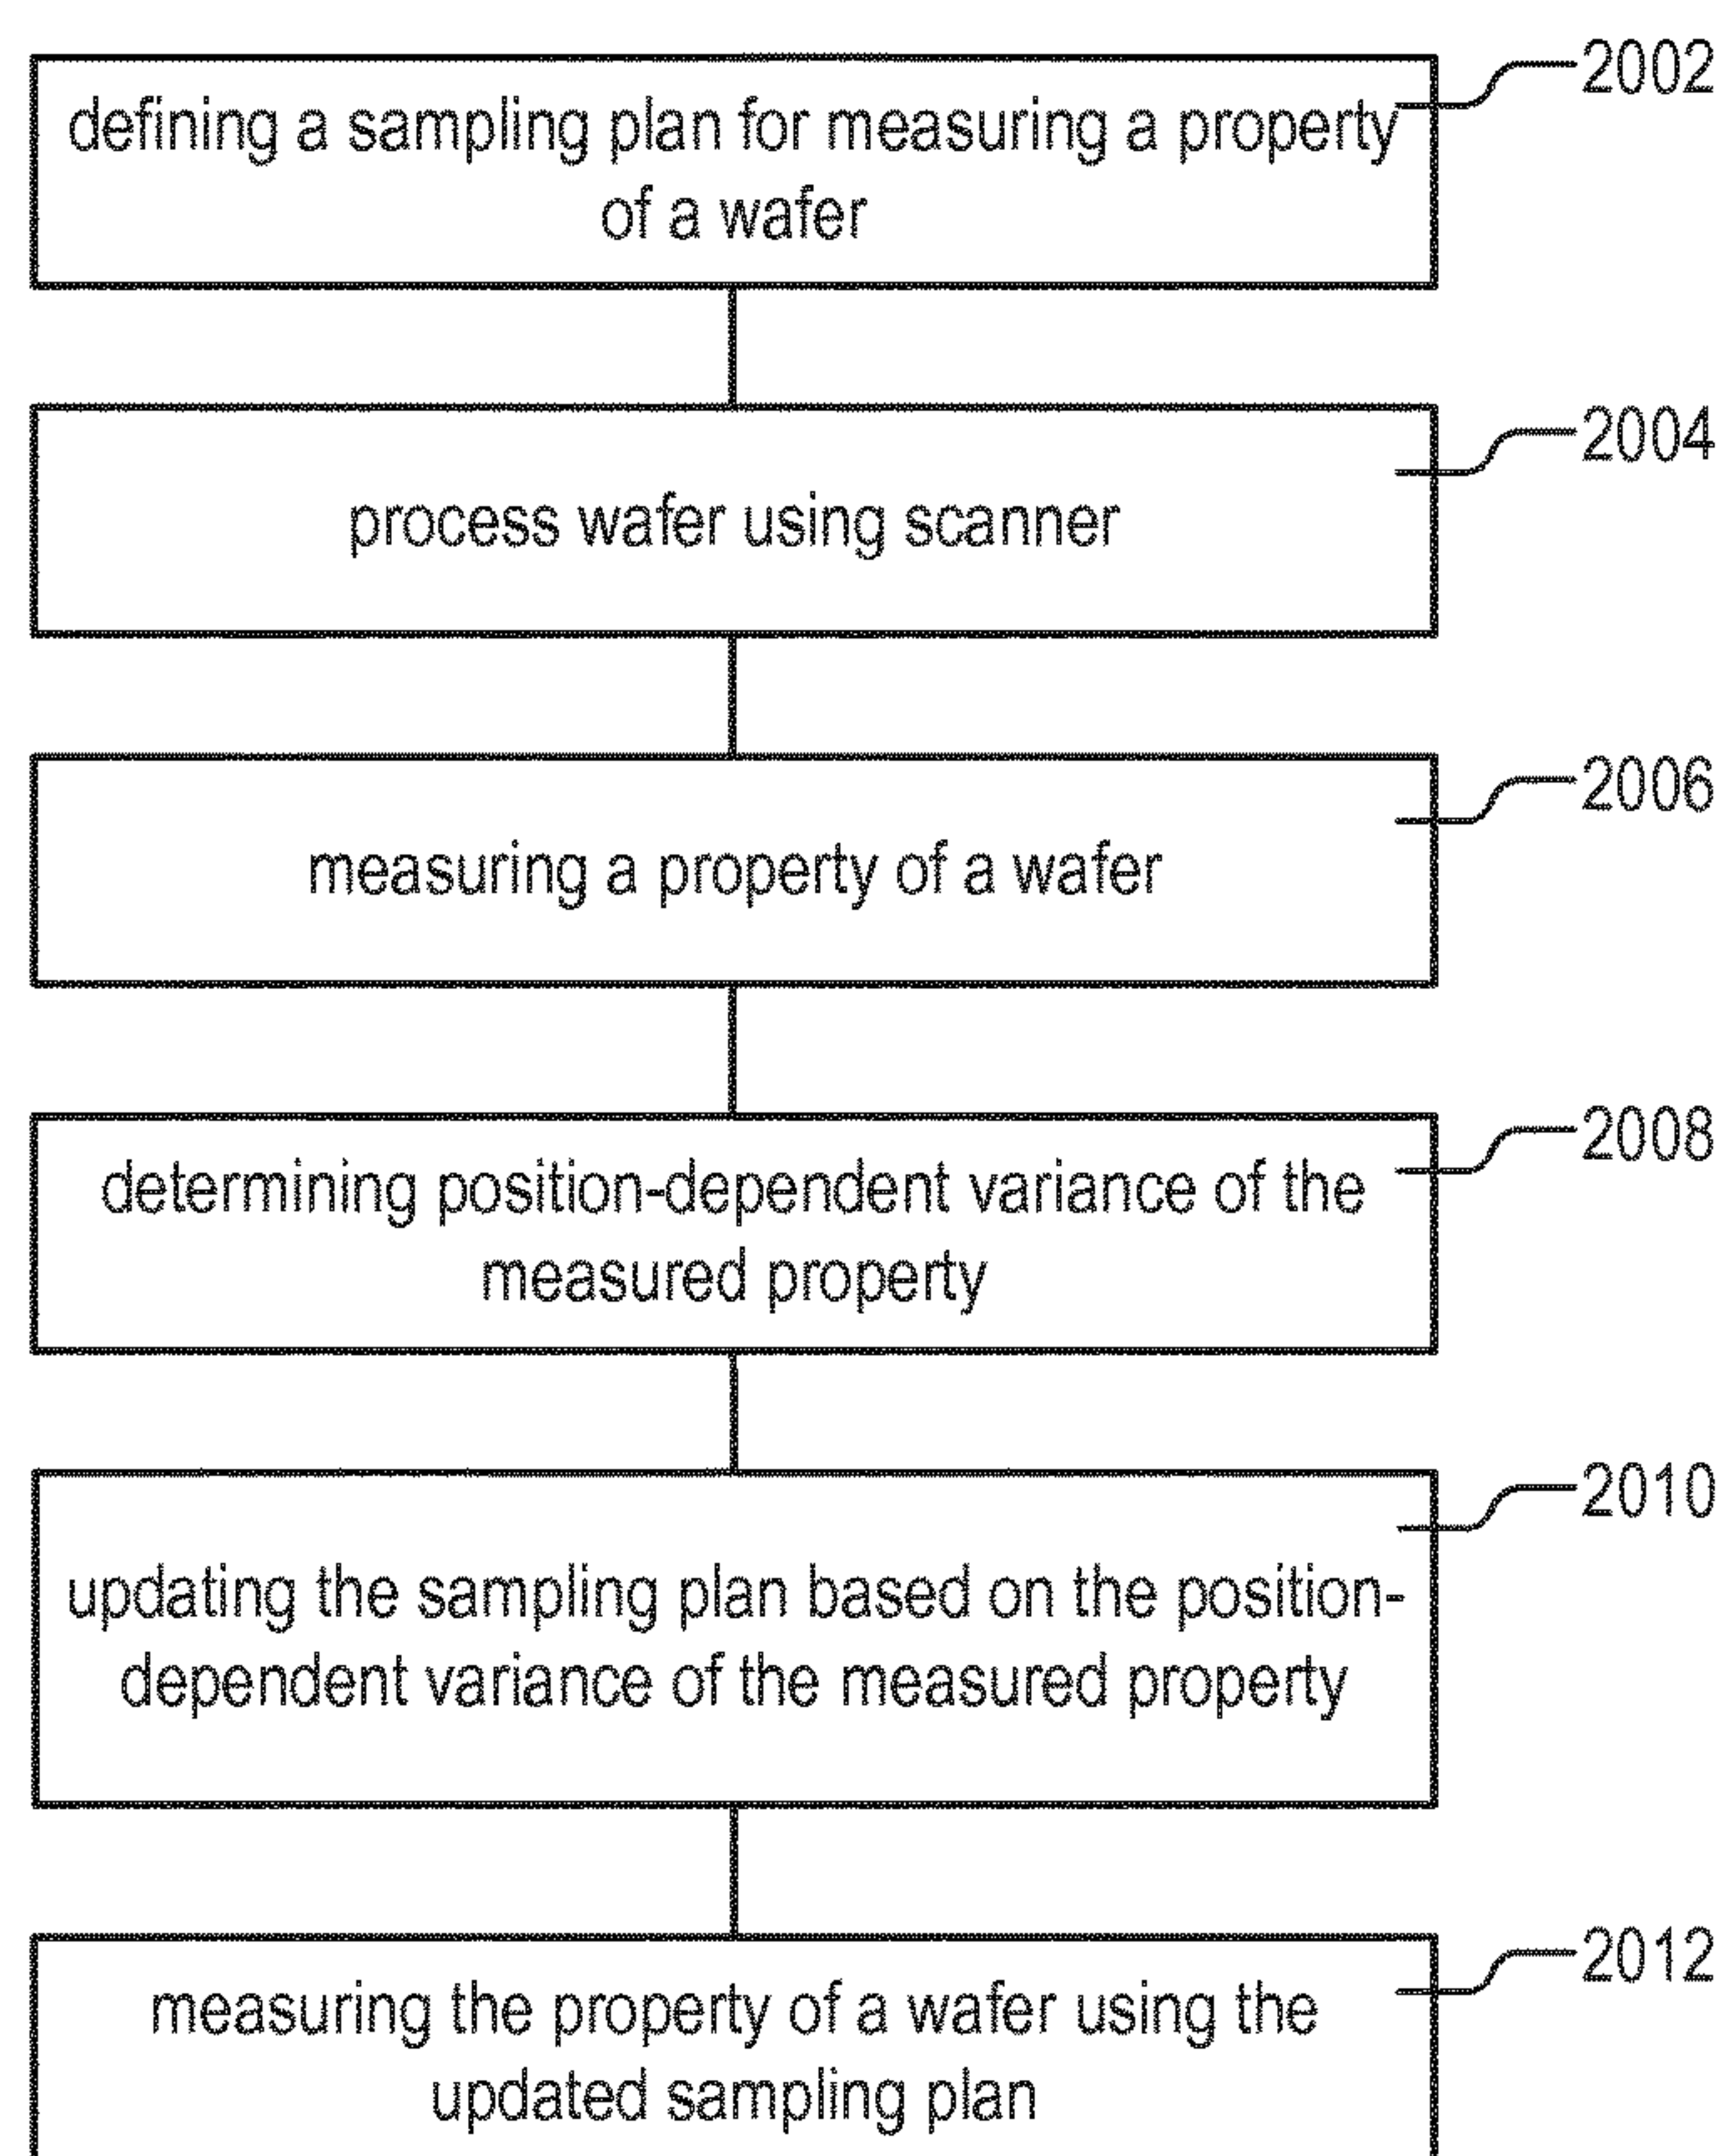 2002
defining a sampling plan for measuring a property
of a wafer
2004
process wafer using scanner
2006
measuring a property of a wafer
2008
determining position-dependent variance of the
measured property
2010
updating the sampling plan based on the position-
dependent variance of the measured property
2012
measuring the property of a wafer using the
updated sampling plan